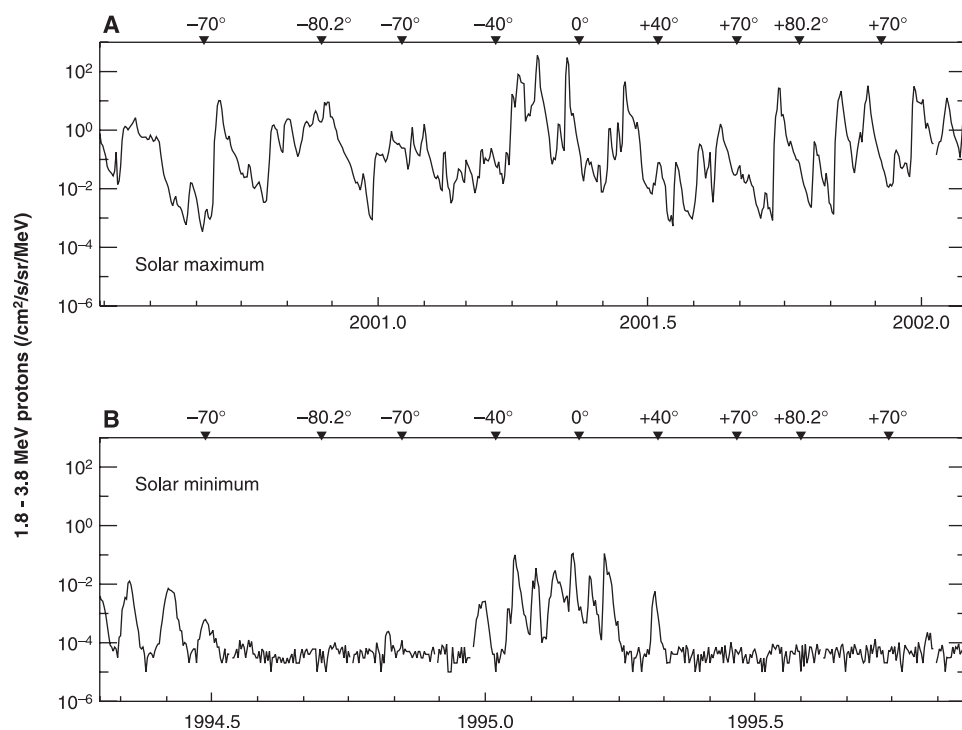 A
−70° −80.2° −70° −40° 0° +40° +70° +80.2° +70°
10²
10⁰
10⁻²
10⁻⁴
10⁻⁶
Solar maximum
2001.0 2001.5 2002.0
1.8 - 3.8 MeV protons (/cm²/s/sr/MeV)
B
−70° −80.2° −70° −40° 0° +40° +70° +80.2° +70°
10²
10⁰
10⁻²
10⁻⁴
10⁻⁶
Solar minimum
1994.5 1995.0 1995.5